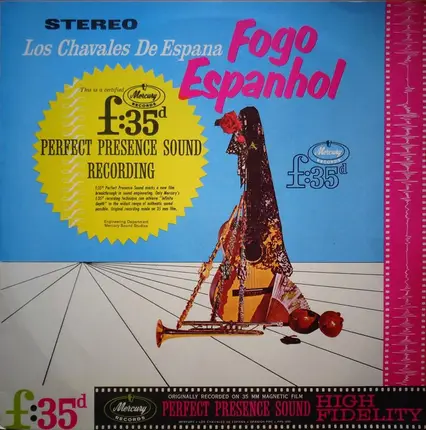 STEREO
Los Chavales De Espana
Fogo
Espanhol
This is a certified
Mercury
RECORDS
f:35d
PERFECT PRESENCE SOUND
RECORDING
Engineering Department
Mercury Sound Studios
Mercury
RECORDS
f:35d
f:35d
Mercury
RECORDS
ORIGINALLY RECORDED ON 35 MM MAGNETIC FILM
PERFECT PRESENCE SOUND
HIGH
FIDELITY